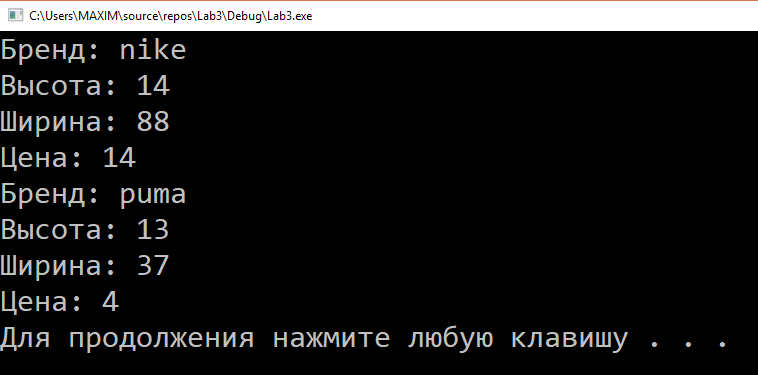 C:\Users\MAXIM\source\repos\Lab3\Debug\Lab3.exe
Бренд: nike
Высота: 14
Ширина: 88
Цена: 14
Бренд: puma
Высота: 13
Ширина: 37
Цена: 4
Для продолжения нажмите любую клавишу . . .